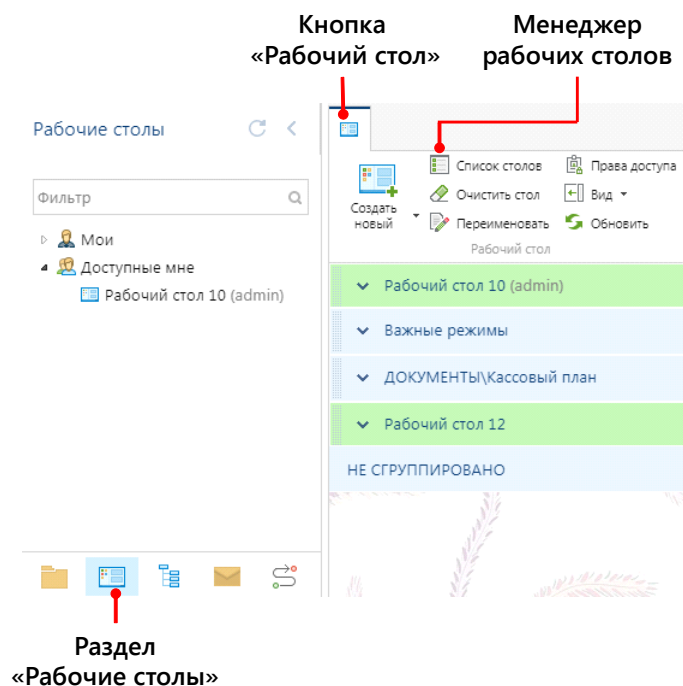 Кнопка
«Рабочий стол»
Менеджер
рабочих столов
Рабочие столы
Фильтр
Мои
Доступные мне
Рабочий стол 10 (admin)
Создать
новый
Список столов
Очистить стол
Переименовать
Права доступа
Вид
Обновить
Рабочий стол
Рабочий стол 10 (admin)
Важные режимы
ДОКУМЕНТЫ\Кассовый план
Рабочий стол 12
НЕ СГРУППИРОВАНО
Раздел
«Рабочие столы»